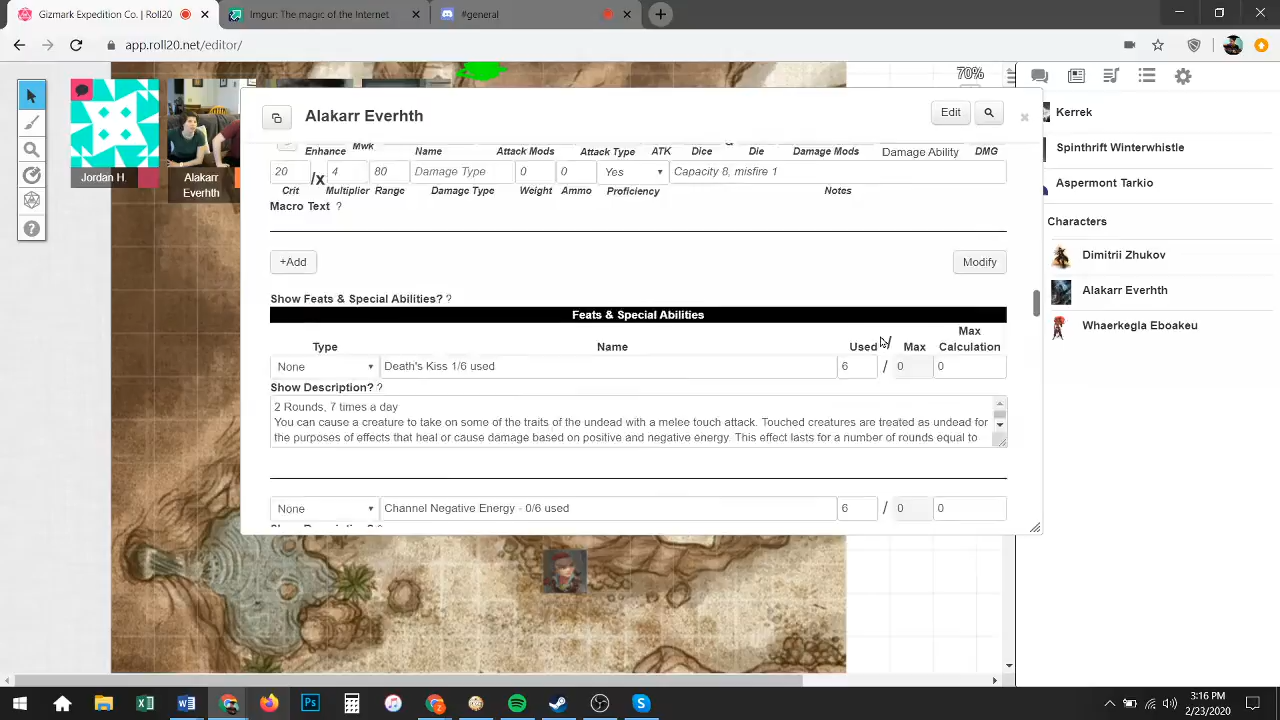 Gizmark Expedition Co. | Roll20
Imgur: The magic of the Internet
#general
app.roll20.net/editor/
70%
Jordan H.
Alakarr
Everhth
Alakarr Everhth
Edit
Enhance Mwk Name Attack Mods Attack Type ATK Dice Die Damage Mods Damage Ability DMG
20 /x 4 80 Damage Type 0 0 Yes Capacity 8, misfire 1
Crit Multiplier Range Damage Type Weight Ammo Proficiency Notes
Macro Text ?
+Add Modify
Show Feats & Special Abilities? ?
Feats & Special Abilities
Type Name Used / Max Max Calculation
None Death's Kiss 1/6 used 6 / 0 0
Show Description? ?
2 Rounds, 7 times a day
You can cause a creature to take on some of the traits of the undead with a melee touch attack. Touched creatures are treated as undead for
the purposes of effects that heal or cause damage based on positive and negative energy. This effect lasts for a number of rounds equal to
None Channel Negative Energy - 0/6 used 6 / 0 0
Kerrek
Spinthrift Winterwhistle
Aspermont Tarkio
Characters
Dimitrii Zhukov
Alakarr Everhth
Whaerkegla Eboakeu
3:16 PM
2/23/2020